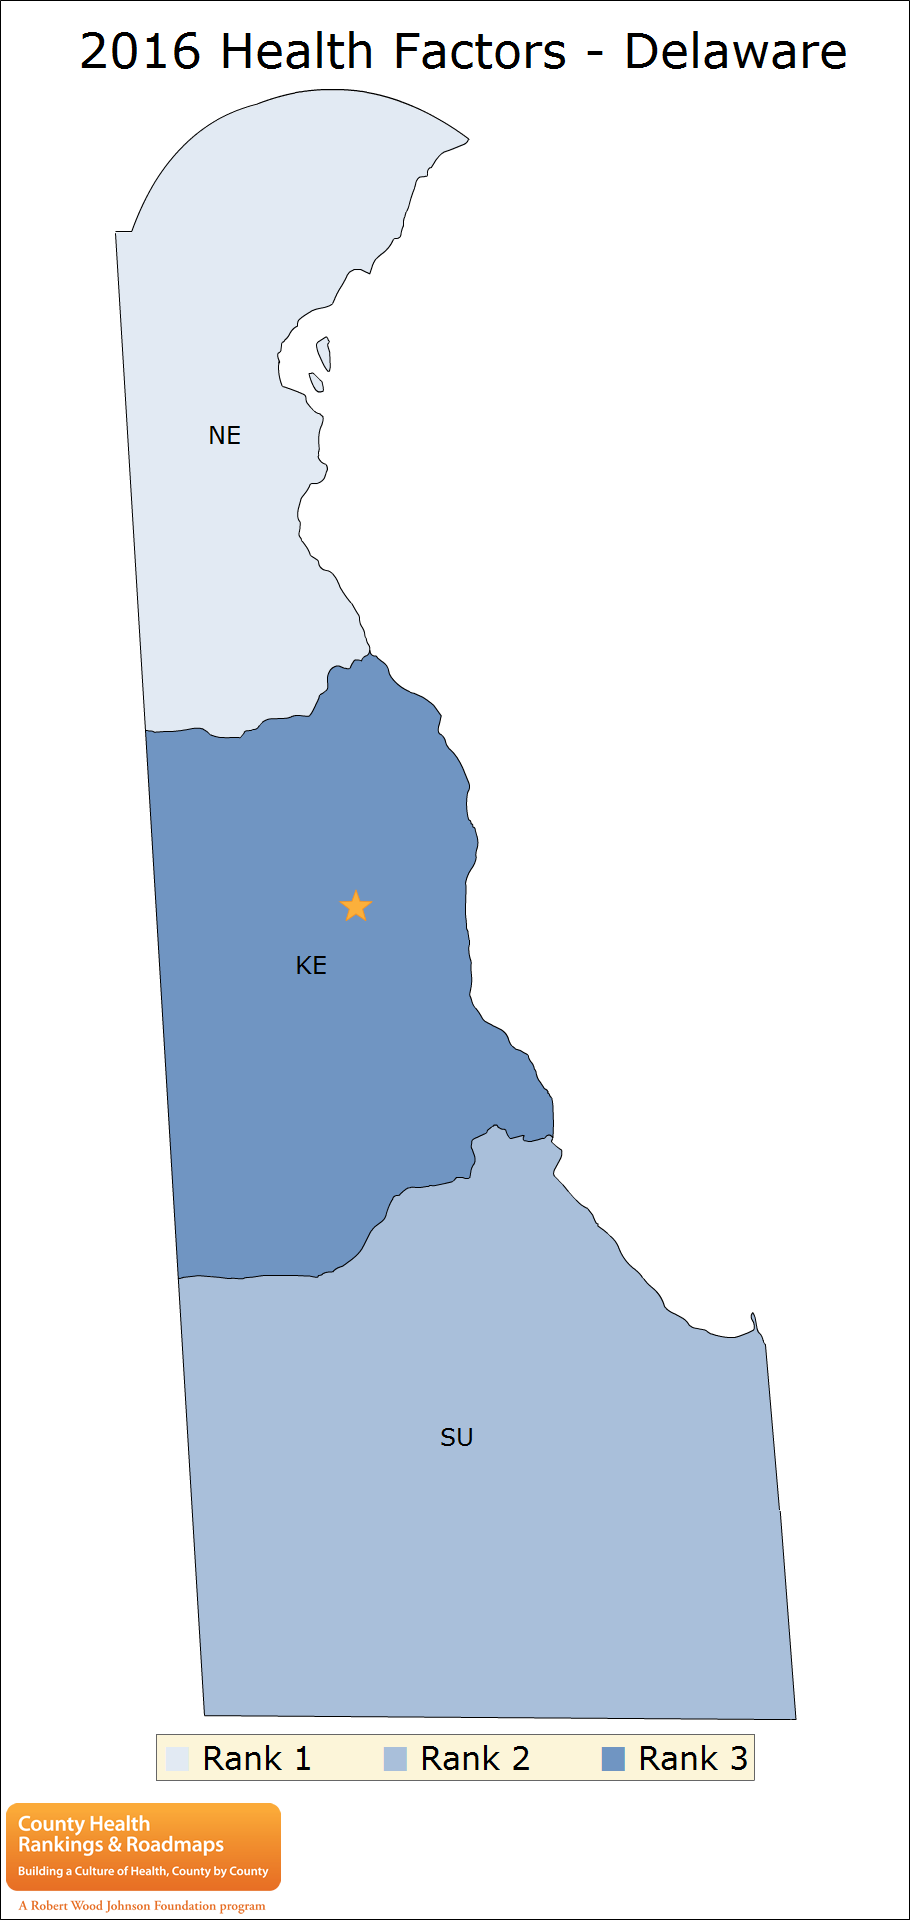 2016 Health Factors - Delaware
NE
KE
SU
Rank 1 Rank 2 Rank 3
County Health
Rankings & Roadmaps
Building a Culture of Health, County by County
A Robert Wood Johnson Foundation program